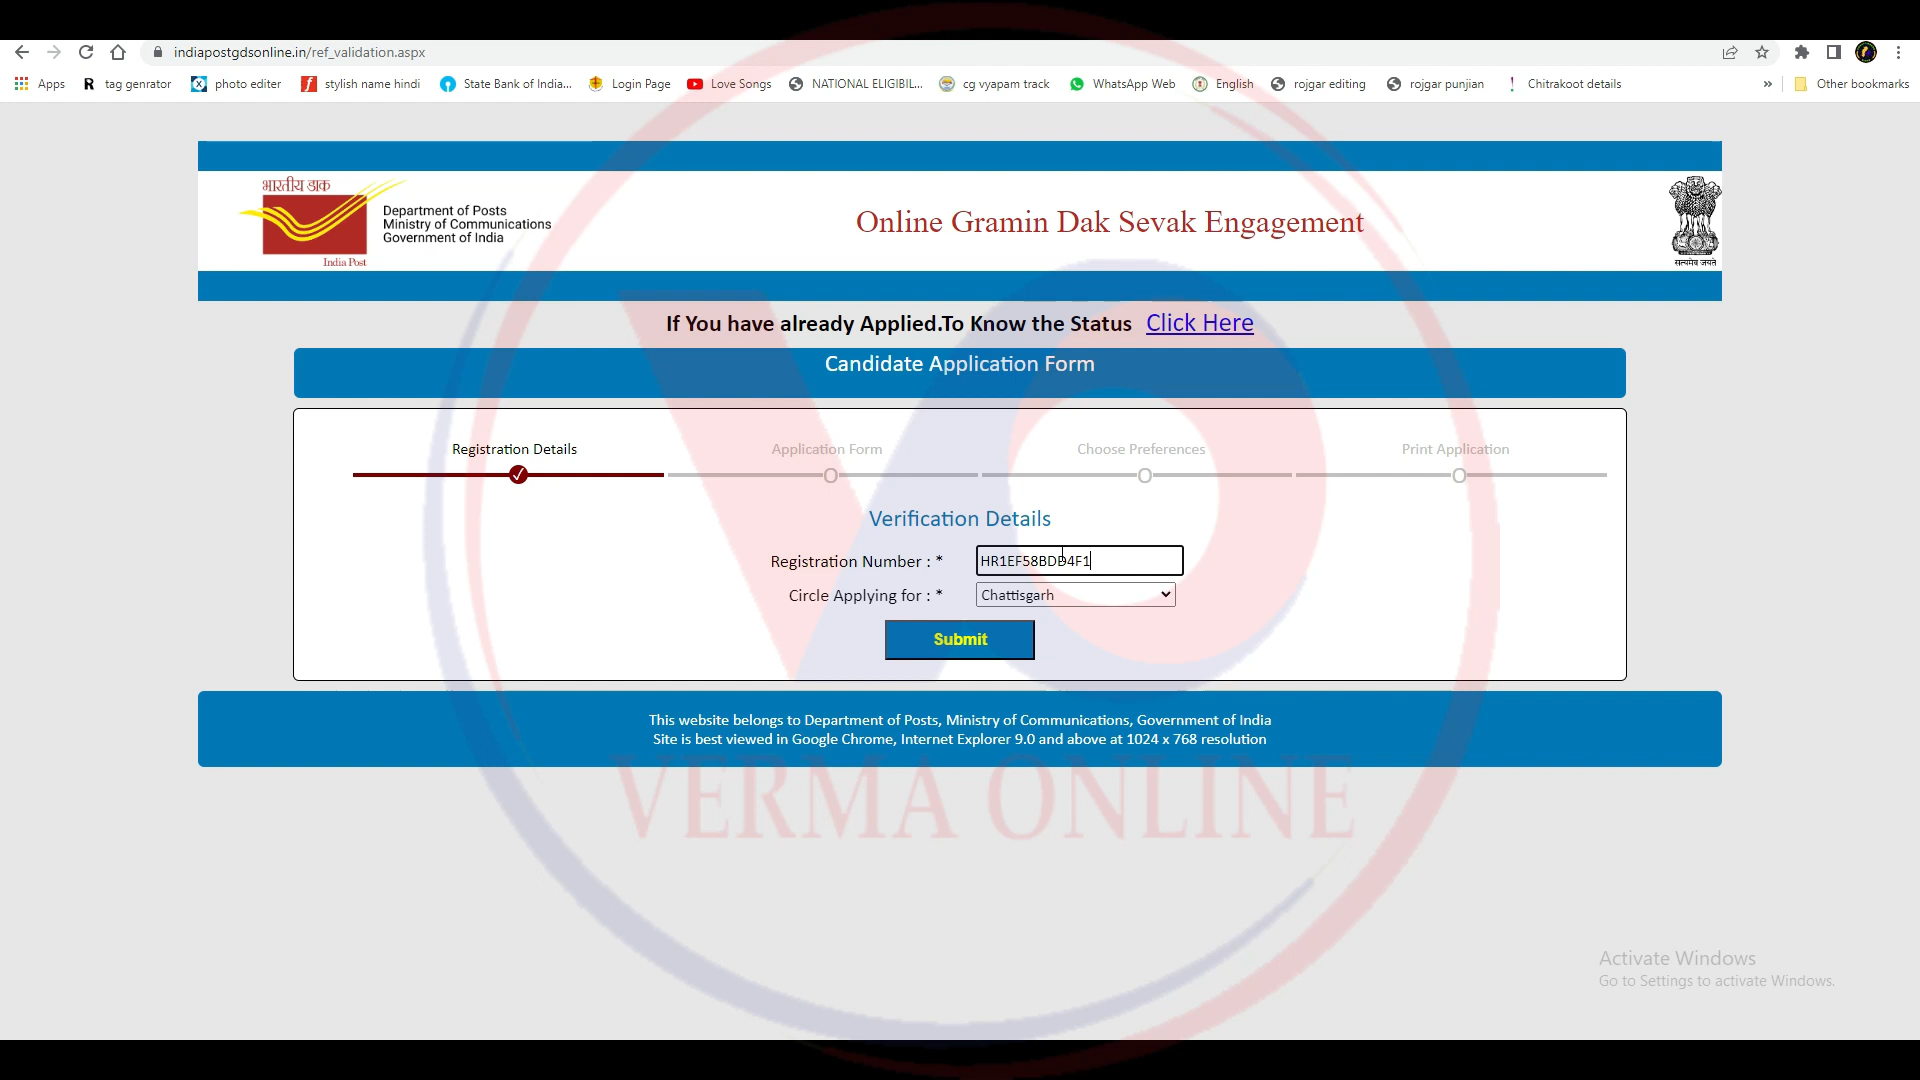 indiapostgdsonline.in/ref_validation.aspx
Apps tag genrator photo editer stylish name hindi State Bank of India... Login Page Love Songs NATIONAL ELIGIBIL... cg vyapam track WhatsApp Web English rojgar editing rojgar punjian Chitrakoot details » Other bookmarks
भारतीय डाक
India Post
Department of Posts
Ministry of Communications
Government of India
Online Gramin Dak Sevak Engagement
सत्यमेव जयते
If You have already Applied.To Know the Status Click Here
Candidate Application Form
Registration Details Application Form Choose Preferences Print Application
Verification Details
Registration Number : * HR1EF58BDD4F1
Circle Applying for : * Chattisgarh
Submit
This website belongs to Department of Posts, Ministry of Communications, Government of India
Site is best viewed in Google Chrome, Internet Explorer 9.0 and above at 1024 x 768 resolution
VERMA ONLINE
Activate Windows
Go to Settings to activate Windows.